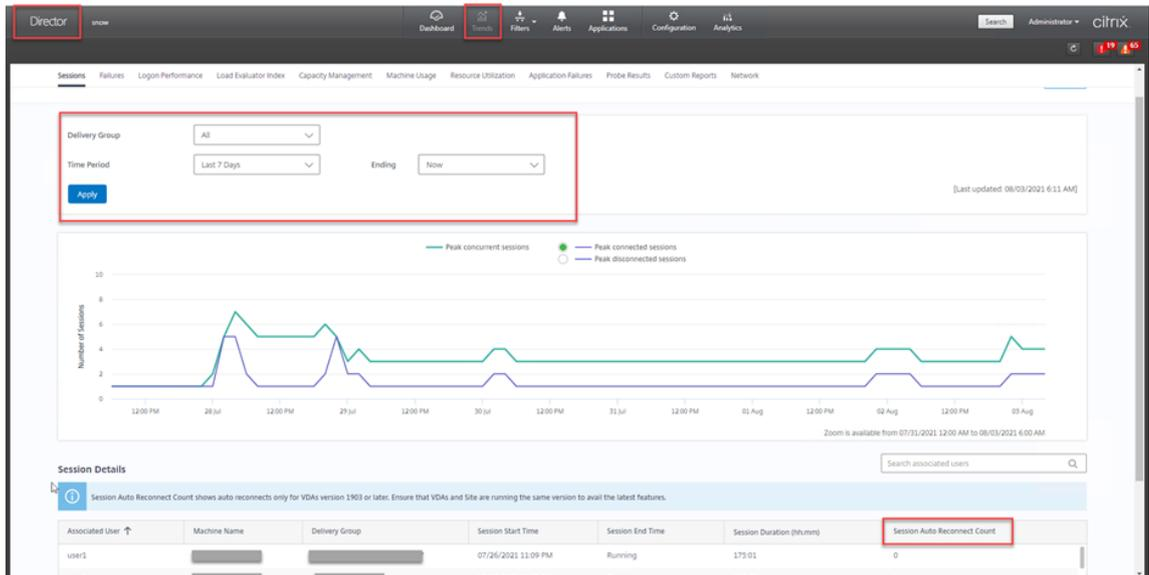 Director snow Dashboard Trends Filters Alerts Applications Configuration Analytics Search Administrator citrix
19 65
Sessions Failures Logon Performance Load Evaluator Index Capacity Management Machine Usage Resource Utilization Application Failures Probe Results Custom Reports Network
Delivery Group All
Time Period Last 7 Days Ending Now
Apply [Last updated: 08/03/2021 6:11 AM]
Peak concurrent sessions Peak connected sessions
Peak disconnected sessions
Number of Sessions
10
8
6
4
2
0
12:00 PM 28 Jul 12:00 PM 29 Jul 12:00 PM 30 Jul 12:00 PM 31 Jul 12:00 PM 01 Aug 12:00 PM 02 Aug 12:00 PM 03 Aug
Zoom is available from 07/31/2021 12:00 AM to 08/03/2021 6:00 AM
Session Details Search associated users
Session Auto Reconnect Count shows auto reconnects only for VDAs version 1903 or later. Ensure that VDAs and Site are running the same version to avail the latest features.
Associated User Machine Name Delivery Group Session Start Time Session End Time Session Duration (hh:mm) Session Auto Reconnect Count
user1 07/26/2021 11:09 PM Running 173:01 0